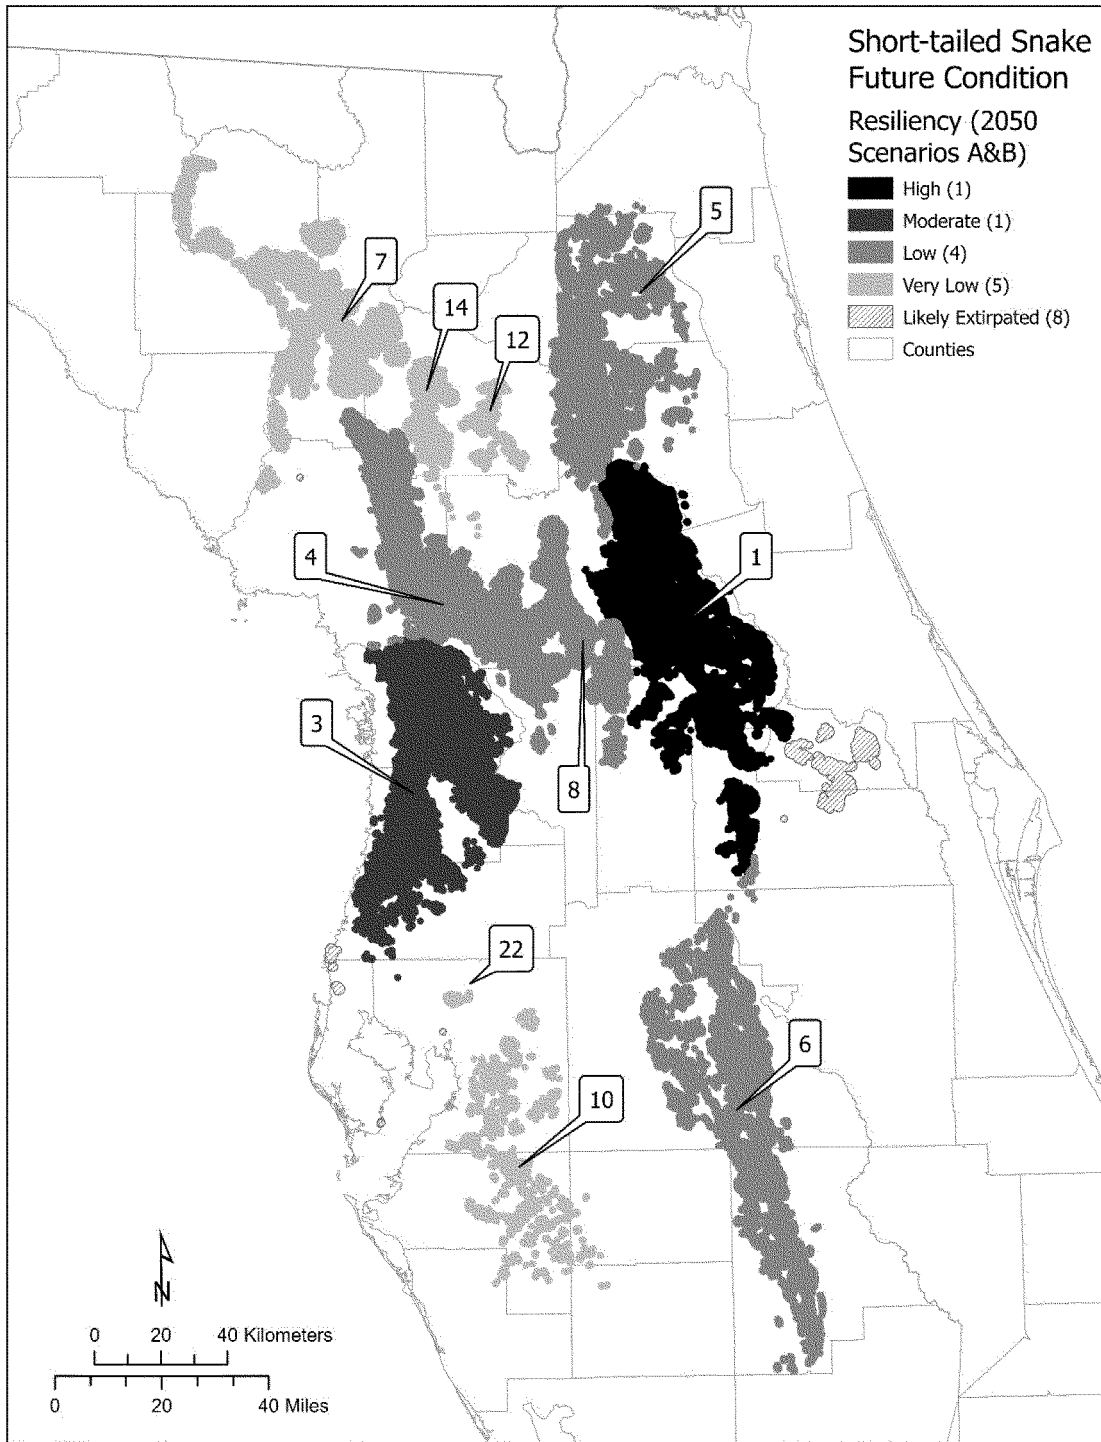 Short-tailed Snake
Future Condition
Resiliency (2050
Scenarios A&B)
High (1)
Moderate (1)
Low (4)
Very Low (5)
Likely Extirpated (8)
Counties
5
7
14
12
4
1
3
8
22
6
10
N
0 20 40 Kilometers
0 20 40 Miles